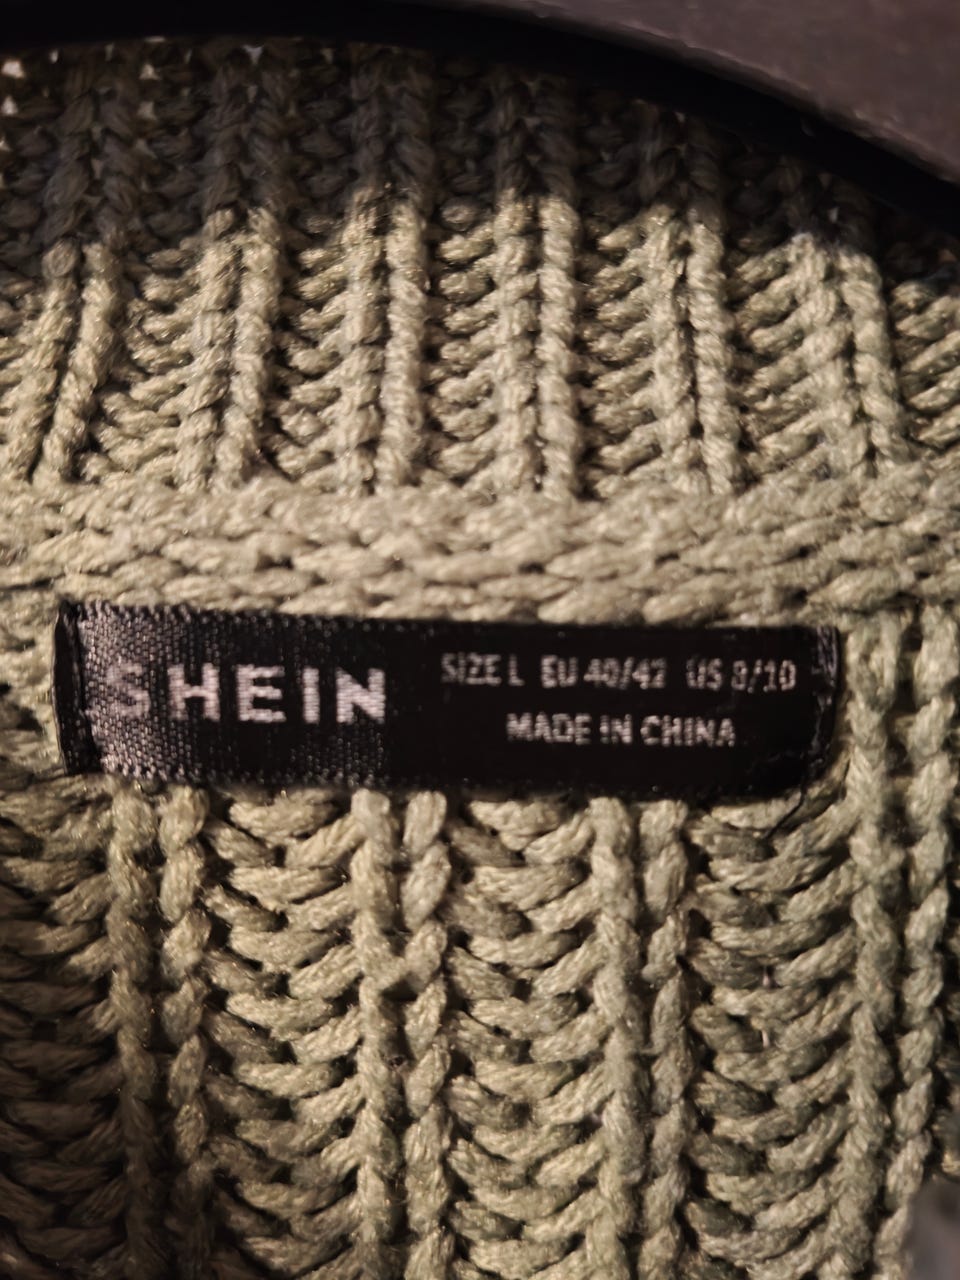 SHEIN
SIZE L EU 40/42 US 8/10
MADE IN CHINA